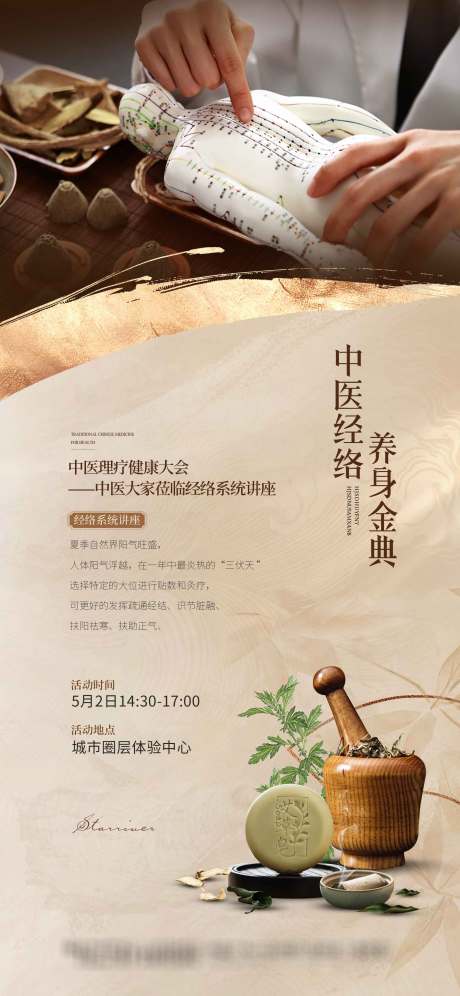 中医经络
养身金典
TRADITIONAL CHINESE MEDICINE
FOR HEALTH
中医理疗健康大会
——中医大家莅临经络系统讲座
经络系统讲座
夏季自然界阳气旺盛，
人体阳气浮越，在一年中最炎热的“三伏天”
选择特定的大位进行贴数和灸疗，
可更好的发挥疏通经结、识节脏融、
扶阳祛寒、扶助正气、
活动时间
5月2日14:30-17:00
活动地点
城市圈层体验中心
Starriver